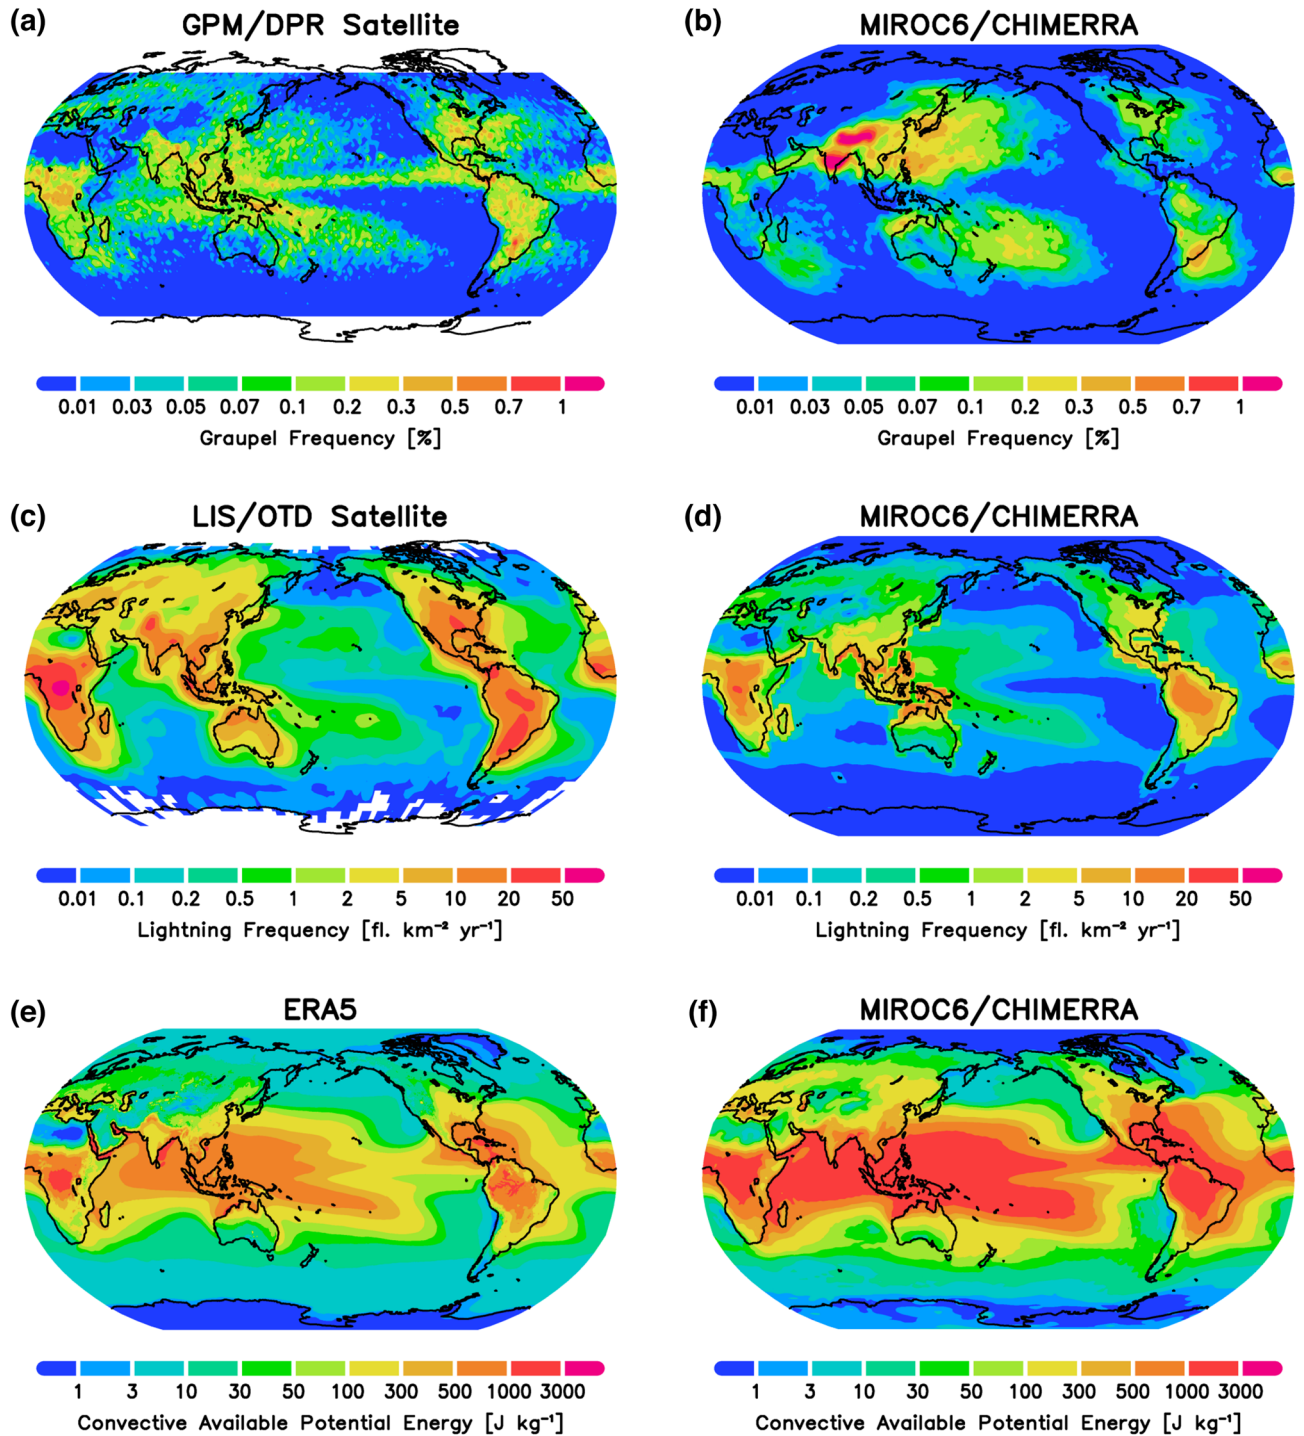 (a) GPM/DPR Satellite
(b) MIROC6/CHIMERRA
0.01 0.03 0.05 0.07 0.1 0.2 0.3 0.5 0.7 1
Graupel Frequency [%]
0.01 0.03 0.05 0.07 0.1 0.2 0.3 0.5 0.7 1
Graupel Frequency [%]
(c) LIS/OTD Satellite
(d) MIROC6/CHIMERRA
0.01 0.1 0.2 0.5 1 2 5 10 20 50
Lightning Frequency [fl. km⁻² yr⁻¹]
0.01 0.1 0.2 0.5 1 2 5 10 20 50
Lightning Frequency [fl. km⁻² yr⁻¹]
(e) ERA5
(f) MIROC6/CHIMERRA
1 3 10 30 50 100 300 500 1000 3000
Convective Available Potential Energy [J kg⁻¹]
1 3 10 30 50 100 300 500 1000 3000
Convective Available Potential Energy [J kg⁻¹]